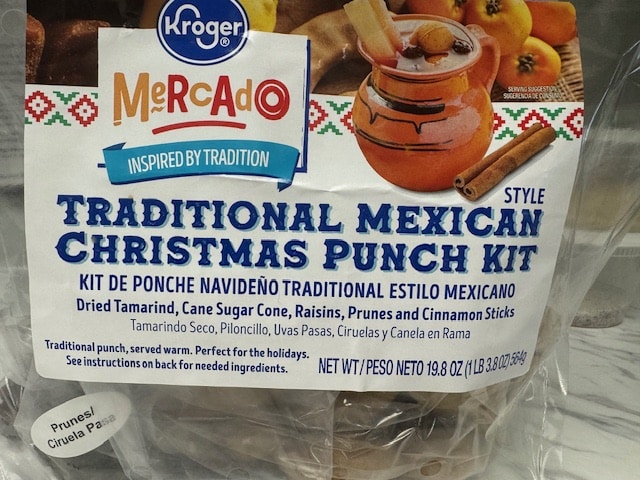 Kroger®
MERCADO
INSPIRED BY TRADITION
SERVING SUGGESTION
SUGERENCIA DE CONSUMO
STYLE
TRADITIONAL MEXICAN
CHRISTMAS PUNCH KIT
KIT DE PONCHE NAVIDEÑO TRADITIONAL ESTILO MEXICANO
Dried Tamarind, Cane Sugar Cone, Raisins, Prunes and Cinnamon Sticks
Tamarindo Seco, Piloncillo, Uvas Pasas, Ciruelas y Canela en Rama
Traditional punch, served warm. Perfect for the holidays.
See instructions on back for needed ingredients.
NET WT/PESO NETO 19.8 OZ (1 LB 3.8 OZ) 564g
Prunes/
Ciruela Pasa